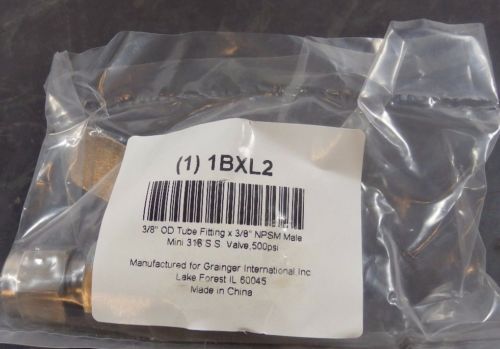 (1) 1BXL2
3/8" OD Tube Fitting x 3/8" NPSM Male
Mini 316 S.S. Valve,500psi
Manufactured for Grainger International Inc
Lake Forest IL 60045
Made in China